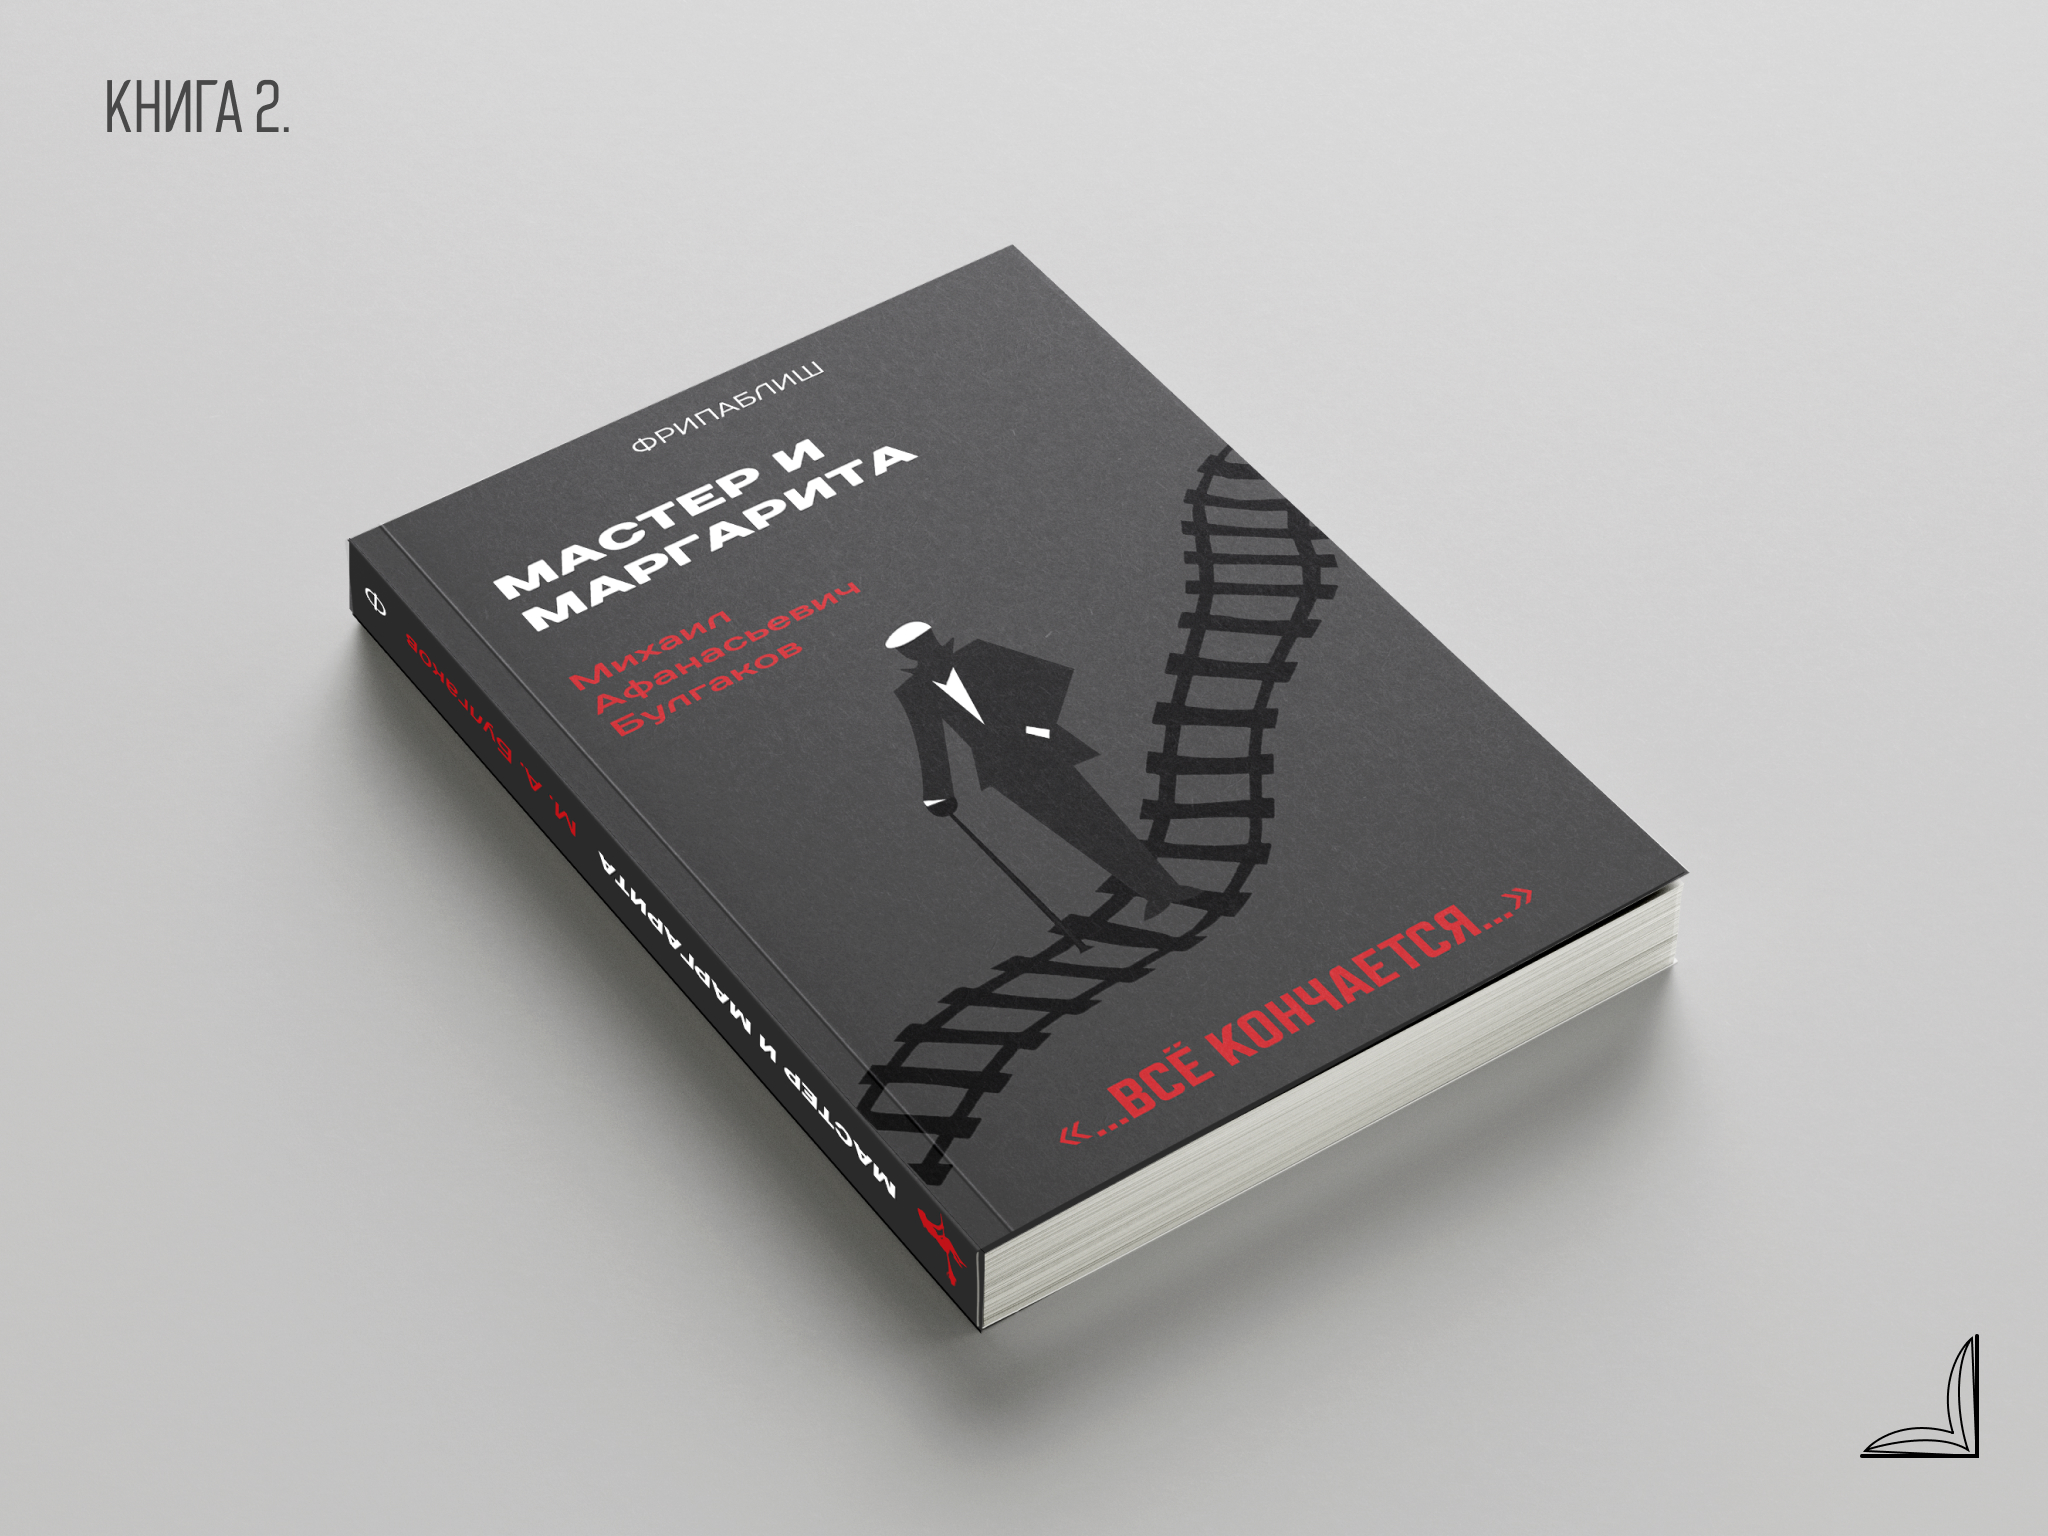 КНИГА 2.
ФРИПАБЛИШ
МАСТЕР И
МАРГАРИТА
Михаил
Афанасьевич
Булгаков
«...ВСЁ КОНЧАЕТСЯ...»
МАСТЕР И МАРГАРИТА М. А. Булгаков
Ф